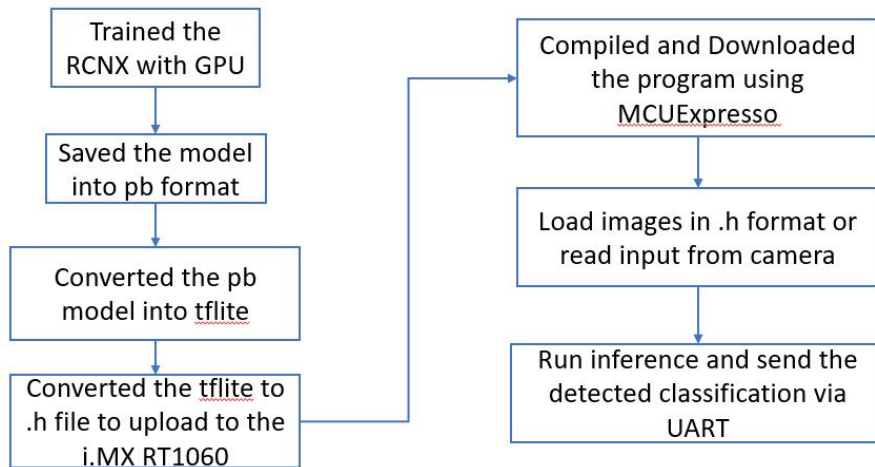 Trained the
RCNX with GPU
Saved the model
into pb format
Converted the pb
model into tflite
Converted the tflite to
.h file to upload to the
i.MX RT1060
Compiled and Downloaded
the program using
MCUExpresso
Load images in .h format or
read input from camera
Run inference and send the
detected classification via
UART